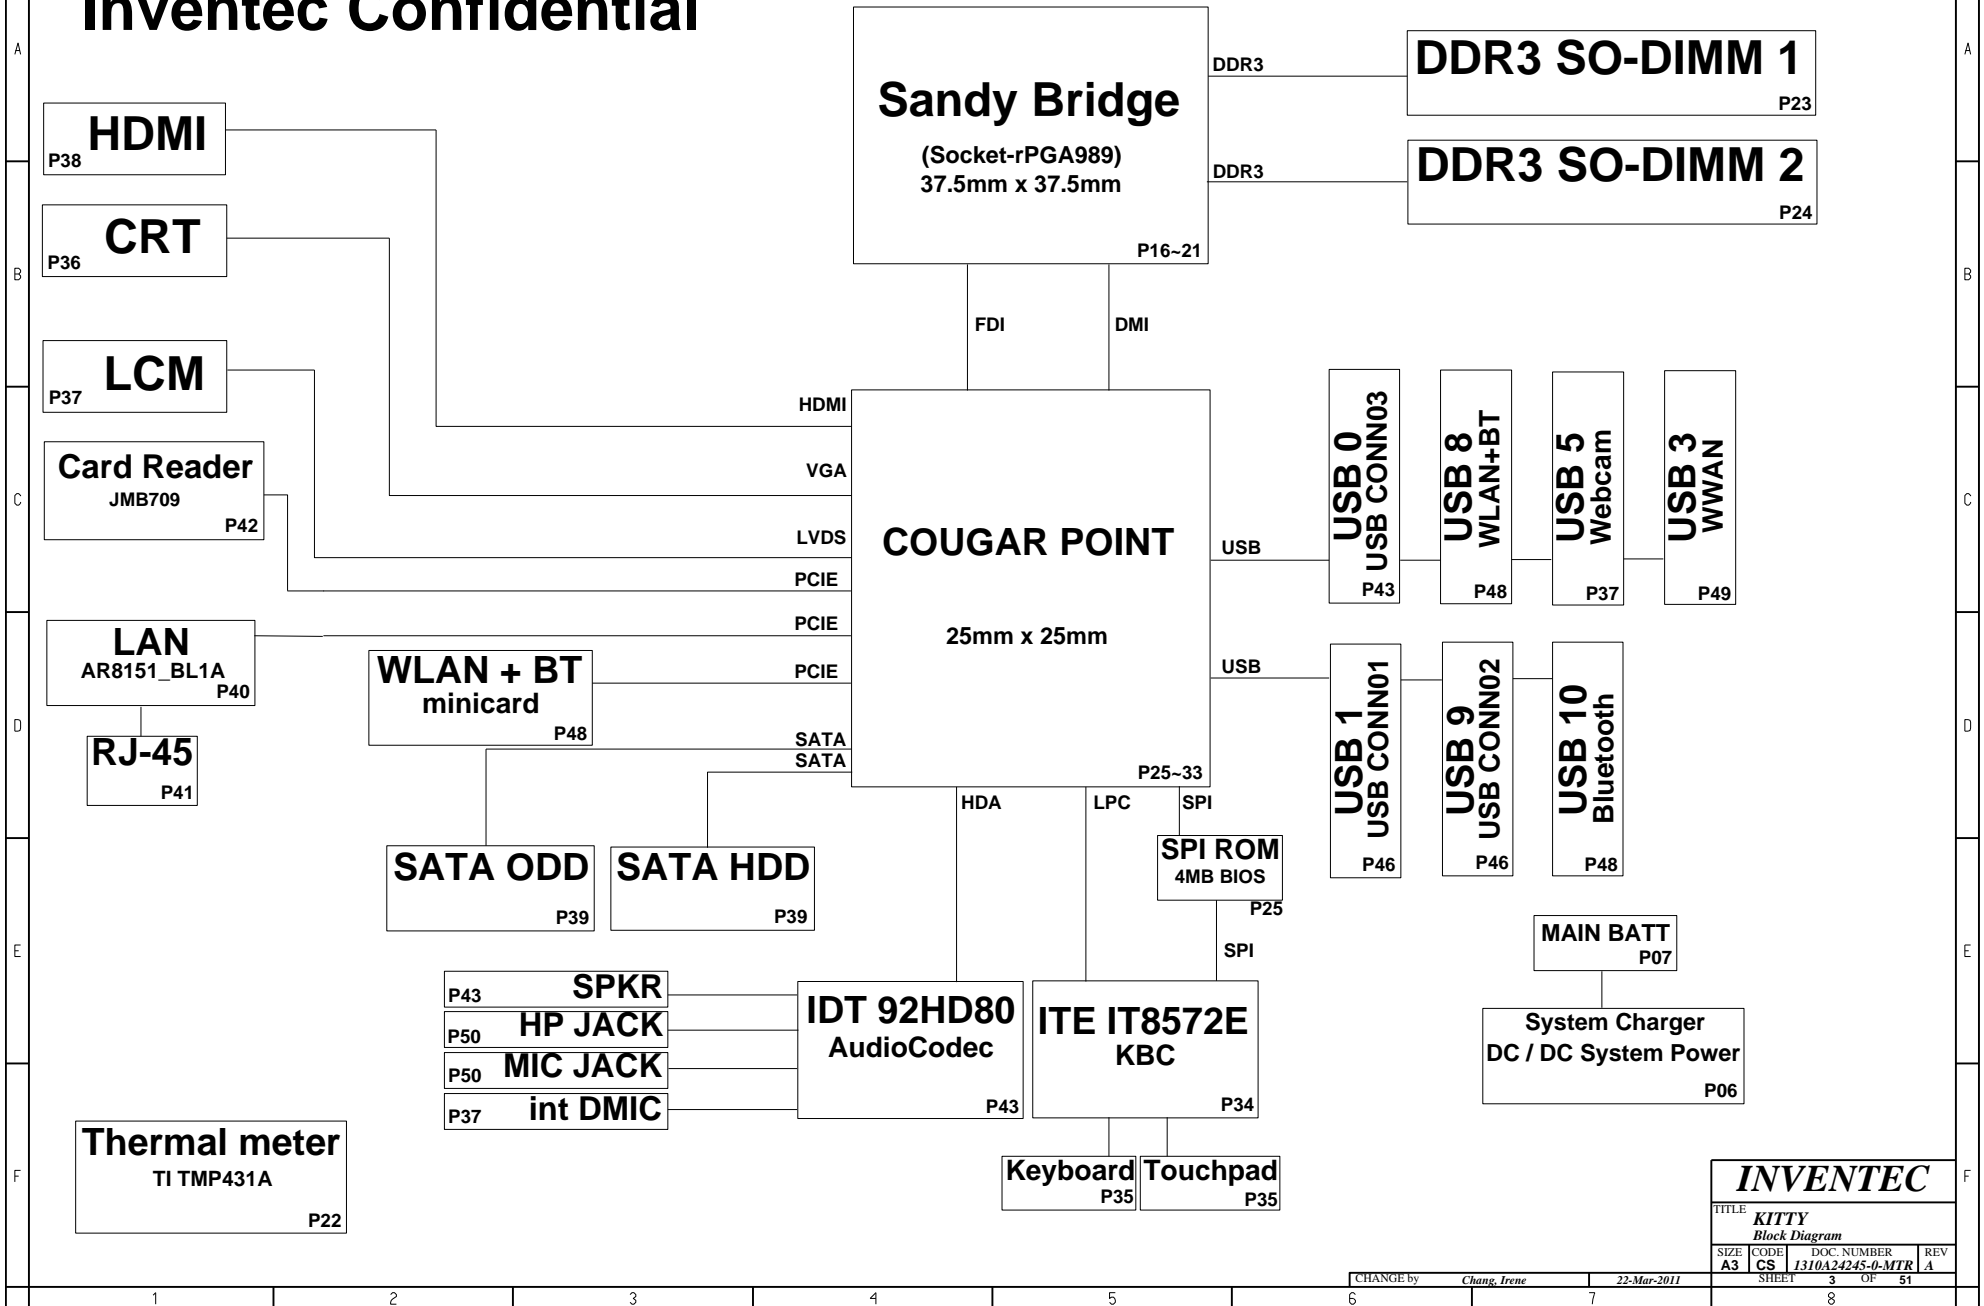 Inventec Confidential
A
A
B
B
C
C
D
D
E
E
F
F
HDMI
P38
CRT
P36
LCM
P37
Card Reader
JMB709
P42
LAN
AR8151_BL1A
P40
RJ-45
P41
WLAN + BT
minicard
P48
Sandy Bridge
(Socket-rPGA989)
37.5mm x 37.5mm
P16~21
DDR3
DDR3 SO-DIMM 1
P23
DDR3
DDR3 SO-DIMM 2
P24
FDI
DMI
HDMI
VGA
LVDS
PCIE
PCIE
PCIE
SATA
SATA
COUGAR POINT
25mm x 25mm
P25~33
USB
USB 0
USB CONN03
P43
USB 8
WLAN+BT
P48
USB 5
Webcam
P37
USB 3
WWAN
P49
USB
USB 1
USB CONN01
P46
USB 9
USB CONN02
P46
USB 10
Bluetooth
P48
HDA
LPC
SPI
SATA ODD
P39
SATA HDD
P39
SPI ROM
4MB BIOS
P25
SPI
MAIN BATT
P07
System Charger
DC / DC System Power
P06
P43 SPKR
P50 HP JACK
P50 MIC JACK
P37 int DMIC
IDT 92HD80
AudioCodec
P43
ITE IT8572E
KBC
P34
Keyboard
P35
Touchpad
P35
Thermal meter
TI TMP431A
P22
INVENTEC
TITLE
KITTY
Block Diagram
SIZE CODE DOC. NUMBER REV
A3 CS 1310A24245-0-MTR A
CHANGE by Chang, Irene 22-Mar-2011 SHEET 3 OF 51
1 2 3 4 5 6 7 8